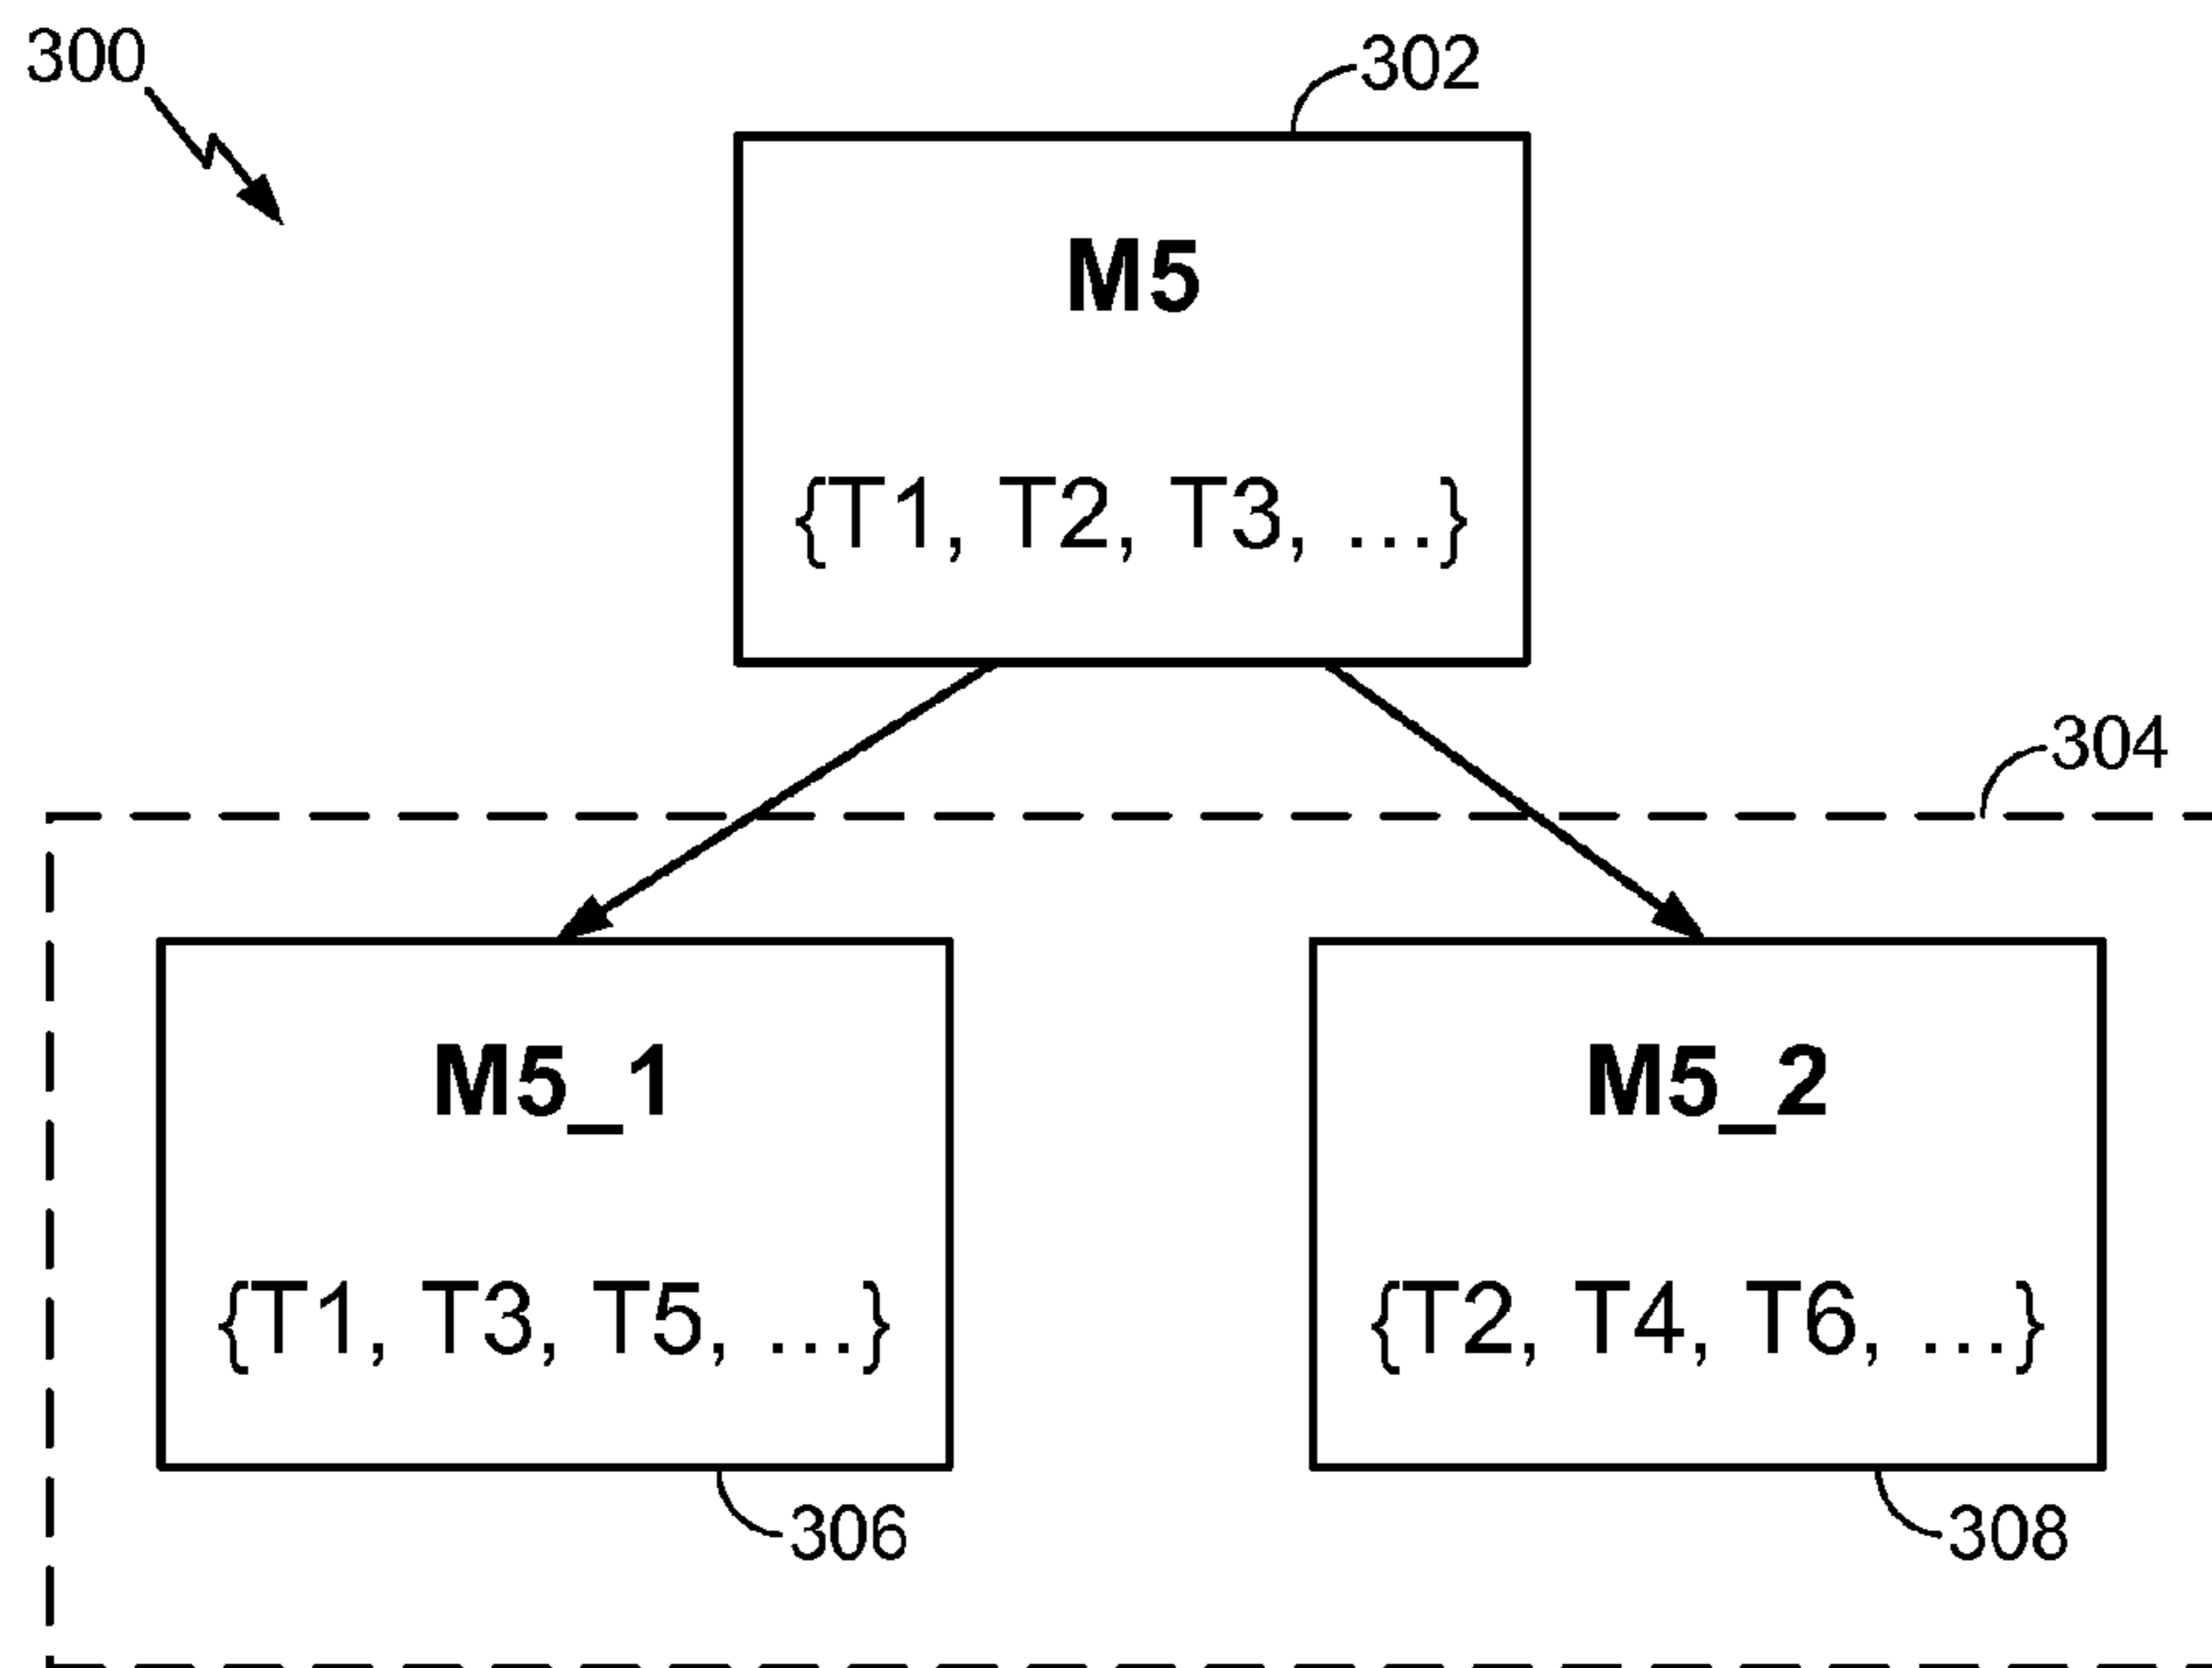 300
302
M5
{T1, T2, T3, ...}
304
M5_1
{T1, T3, T5, ...}
306
M5_2
{T2, T4, T6, ...}
308